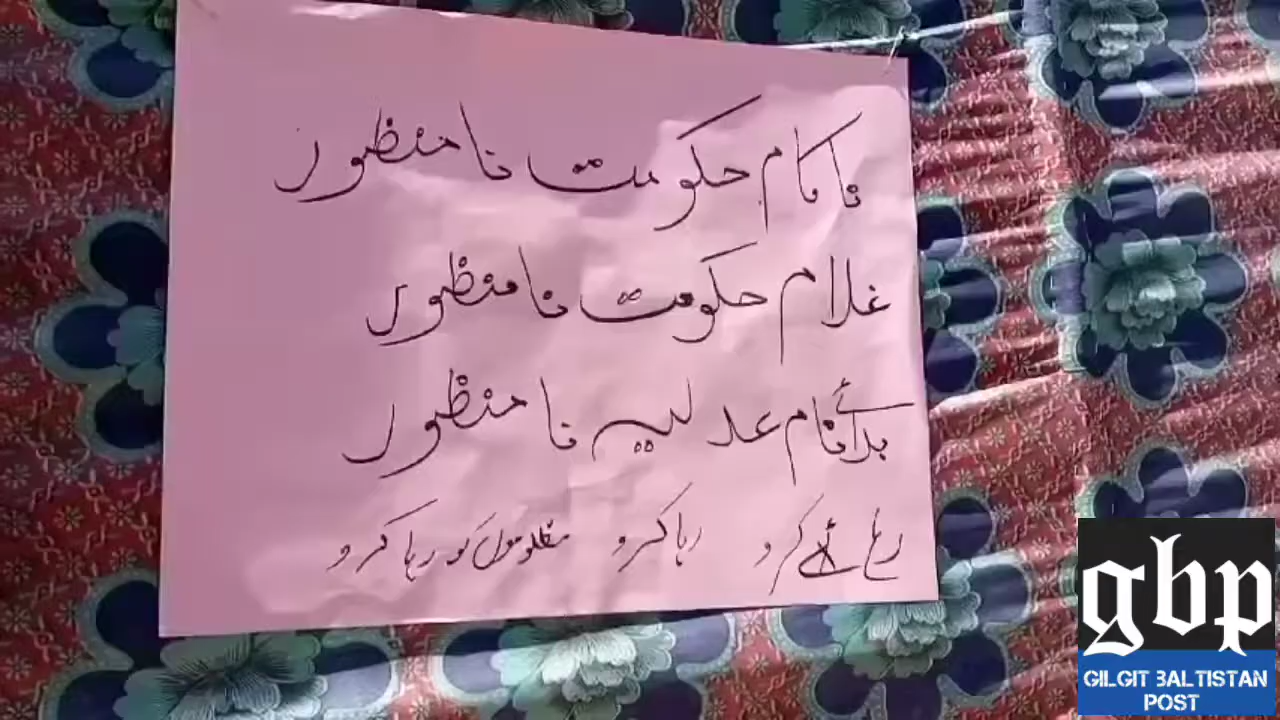 ناکام حکومت نامنظور
غلام حکومت نامنظور
برائے نام عدلیہ نامنظور
کرو رہا کرو مظلوموں کو رہا کرو
gbp
GILGIT BALTISTAN
POST